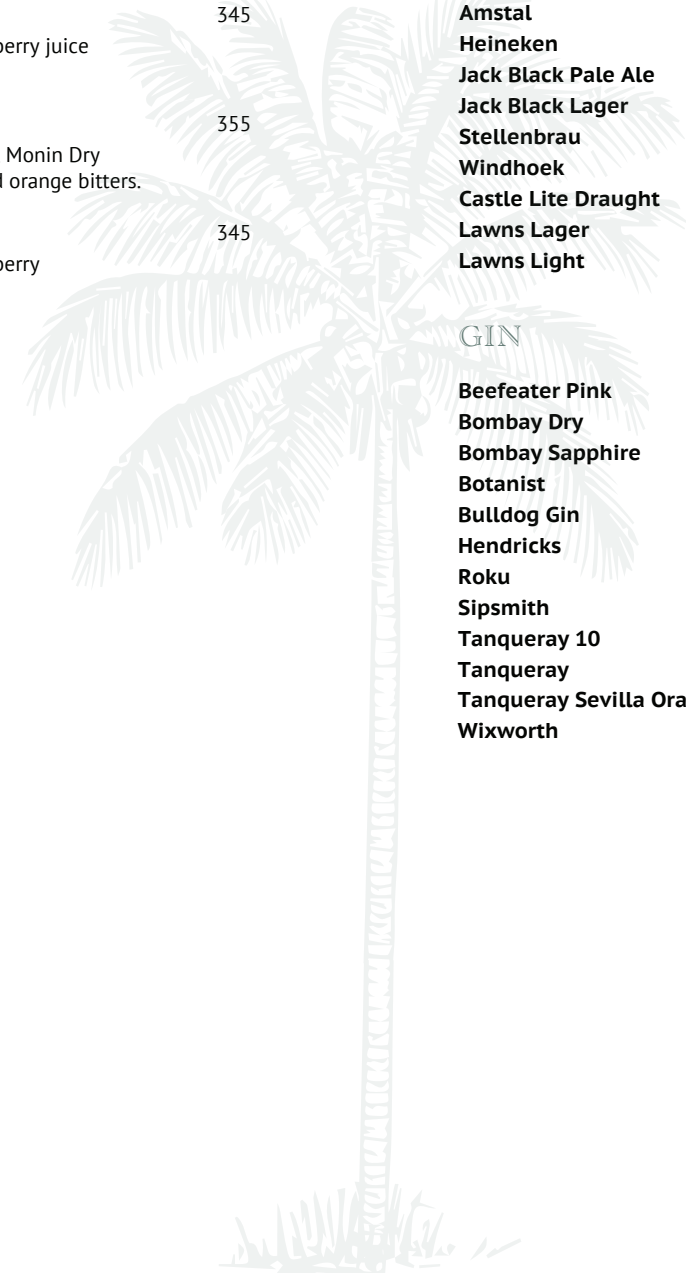 345
berry juice
355
Monin Dry
orange bitters.
345
berry
Amstal
Heineken
Jack Black Pale Ale
Jack Black Lager
Stellenbrau
Windhoek
Castle Lite Draught
Lawns Lager
Lawns Light
GIN
Beefeater Pink
Bombay Dry
Bombay Sapphire
Botanist
Bulldog Gin
Hendricks
Roku
Sipsmith
Tanqueray 10
Tanqueray
Tanqueray Sevilla Ora
Wixworth